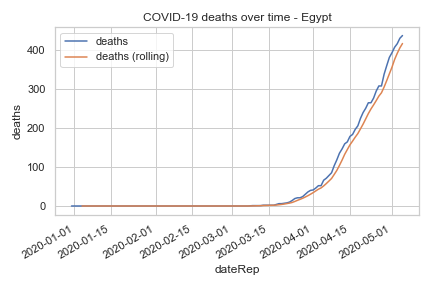 COVID-19 deaths over time - Egypt
deaths
deaths (rolling)
400
300
200
100
0
deaths
2020-01-01
2020-01-15
2020-02-01
2020-02-15
2020-03-01
2020-03-15
2020-04-01
2020-04-15
2020-05-01
dateRep